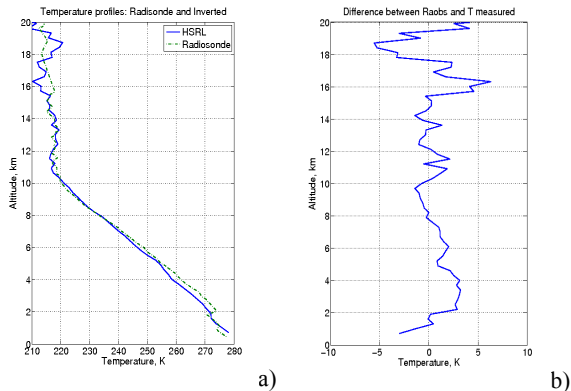 Temperature profiles: Radisonde and Inverted
HSRL
Radiosonde
Altitude, km
20
18
16
14
12
10
8
6
4
2
0
210 220 230 240 250 260 270 280
Temperature, K
a)
Difference between Raobs and T measured
Altitude, km
20
18
16
14
12
10
8
6
4
2
0
−10 −5 0 5 10
Temperature, K
b)